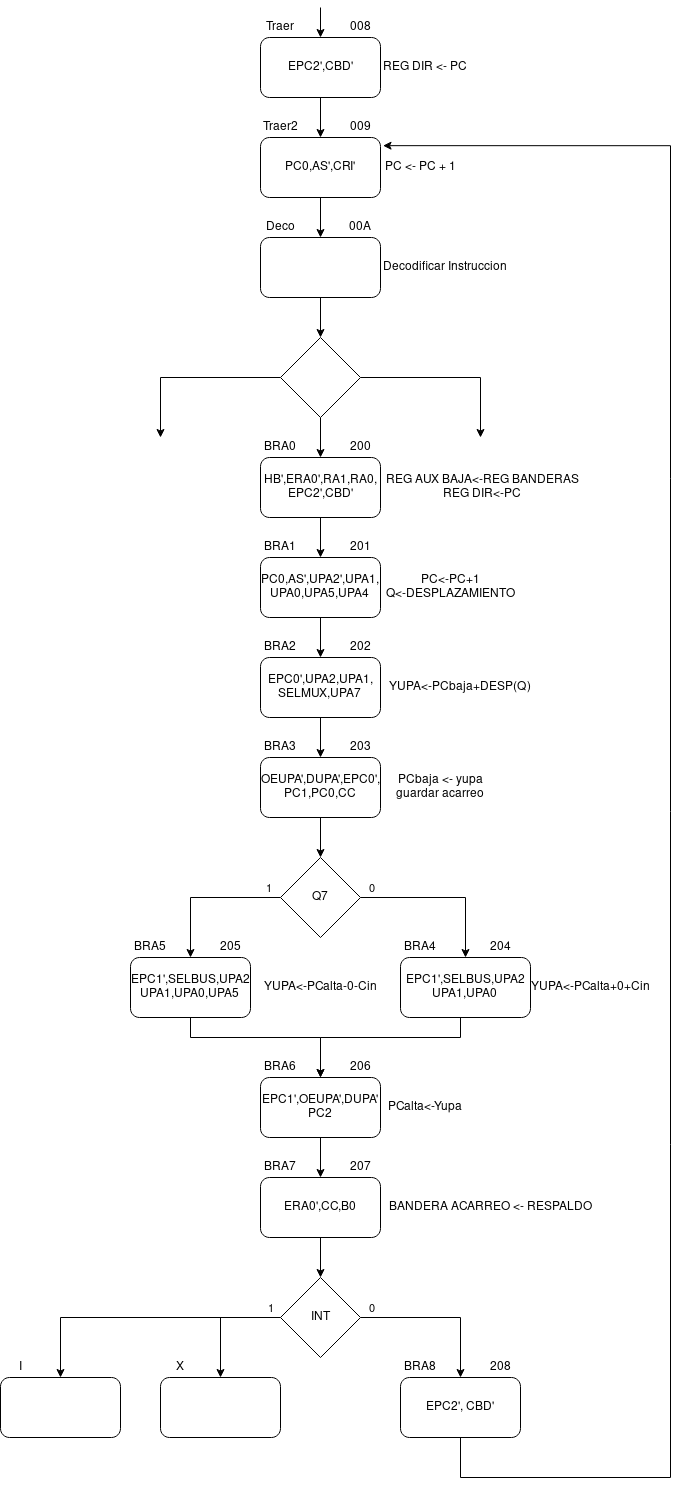 Traer 008
EPC2',CBD' REG DIR <- PC
Traer2 009
PC0,AS',CRI' PC <- PC + 1
Deco 00A
Decodificar Instruccion
BRA0 200
HB',ERA0',RA1,RA0, REG AUX BAJA<-REG BANDERAS
EPC2',CBD' REG DIR<-PC
BRA1 201
PC0,AS',UPA2',UPA1, PC<-PC+1
UPA0,UPA5,UPA4 Q<-DESPLAZAMIENTO
BRA2 202
EPC0',UPA2,UPA1,
SELMUX,UPA7
YUPA<-PCbaja+DESP(Q)
BRA3 203
OEUPA',DUPA',EPC0', PCbaja <- yupa
PC1,PC0,CC guardar acarreo
1 Q7 0
BRA5 205 BRA4 204
EPC1',SELBUS,UPA2
UPA1,UPA0,UPA5
YUPA<-PCalta-0-Cin
EPC1',SELBUS,UPA2
UPA1,UPA0
YUPA<-PCalta+0+Cin
BRA6 206
EPC1',OEUPA',DUPA'
PC2
PCalta<-Yupa
BRA7 207
ERA0',CC,B0 BANDERA ACARREO <- RESPALDO
1 INT 0
I X BRA8 208
EPC2', CBD'